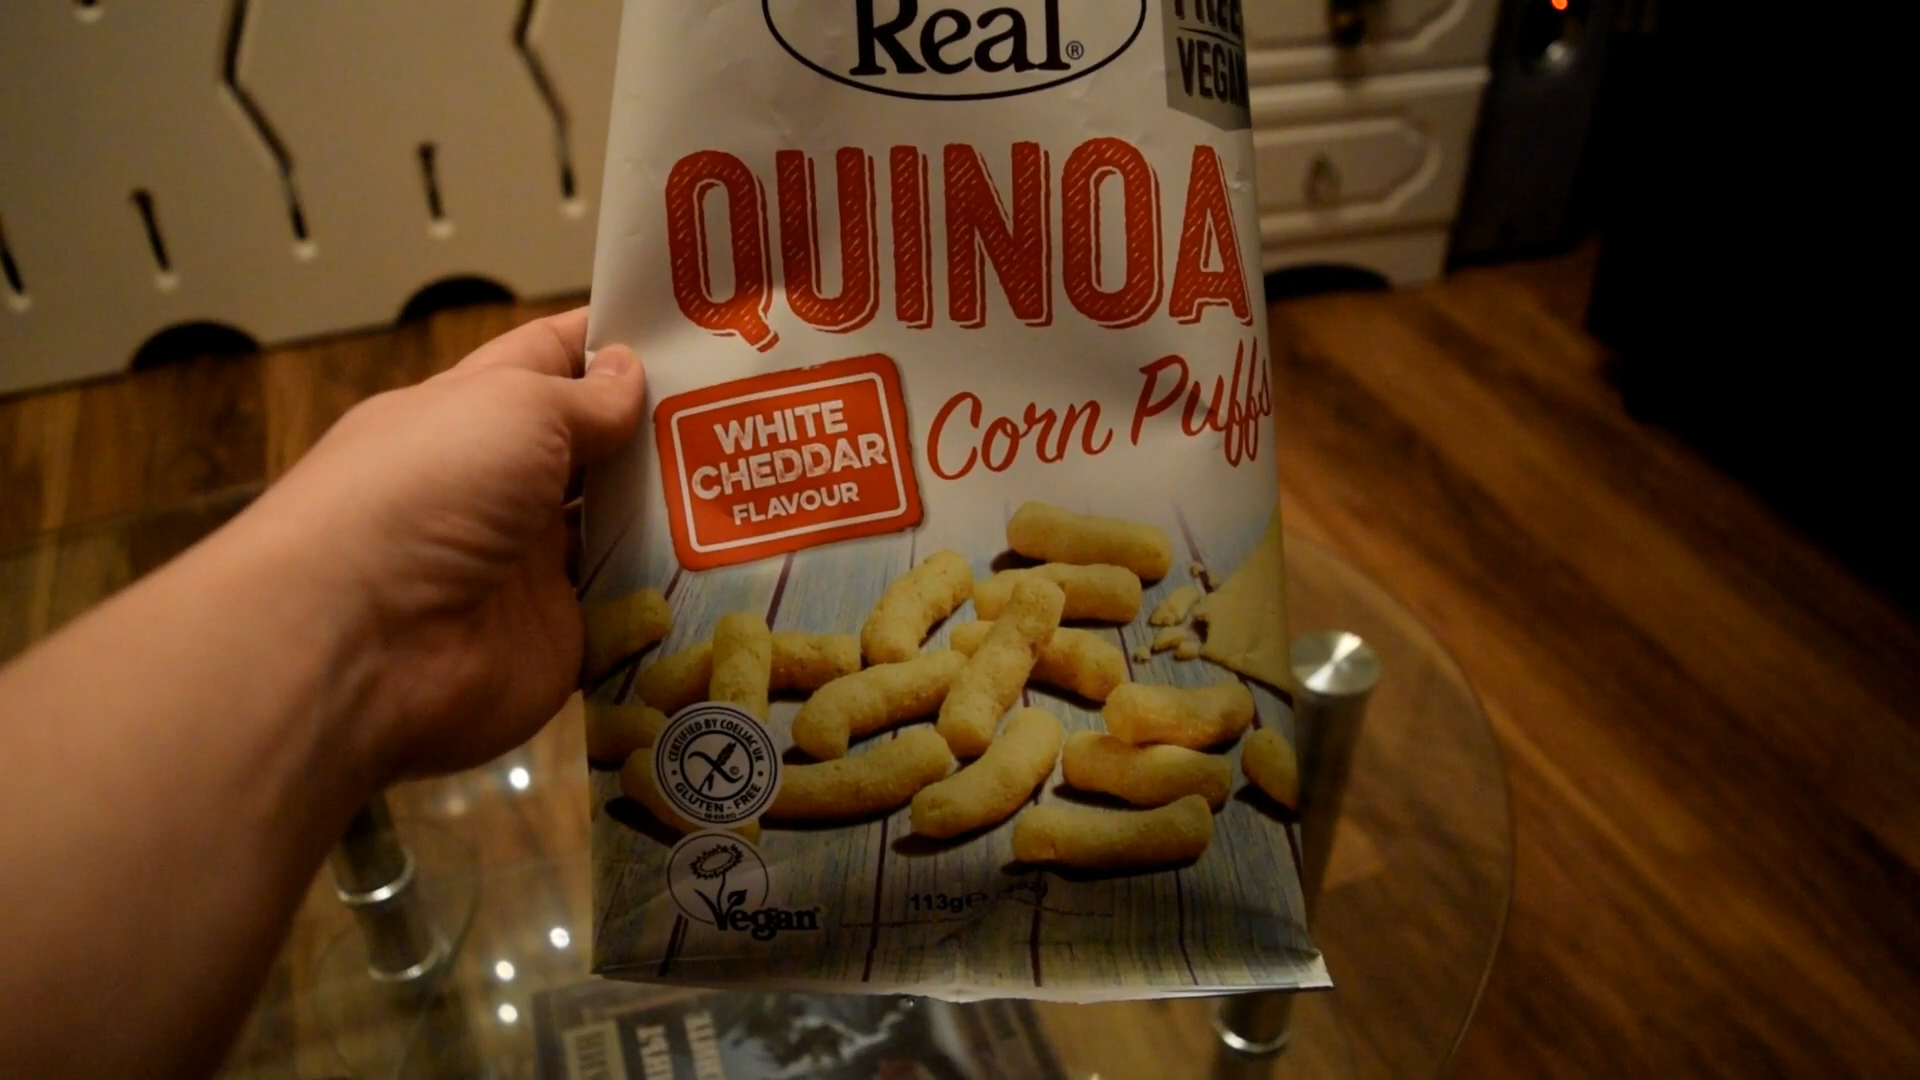 Real®
FREE
VEGAN
QUINOA
Corn Puffs
WHITE
CHEDDAR
FLAVOUR
CERTIFIED BY COELIAC UK
GLUTEN-FREE
Vegan
113g℮